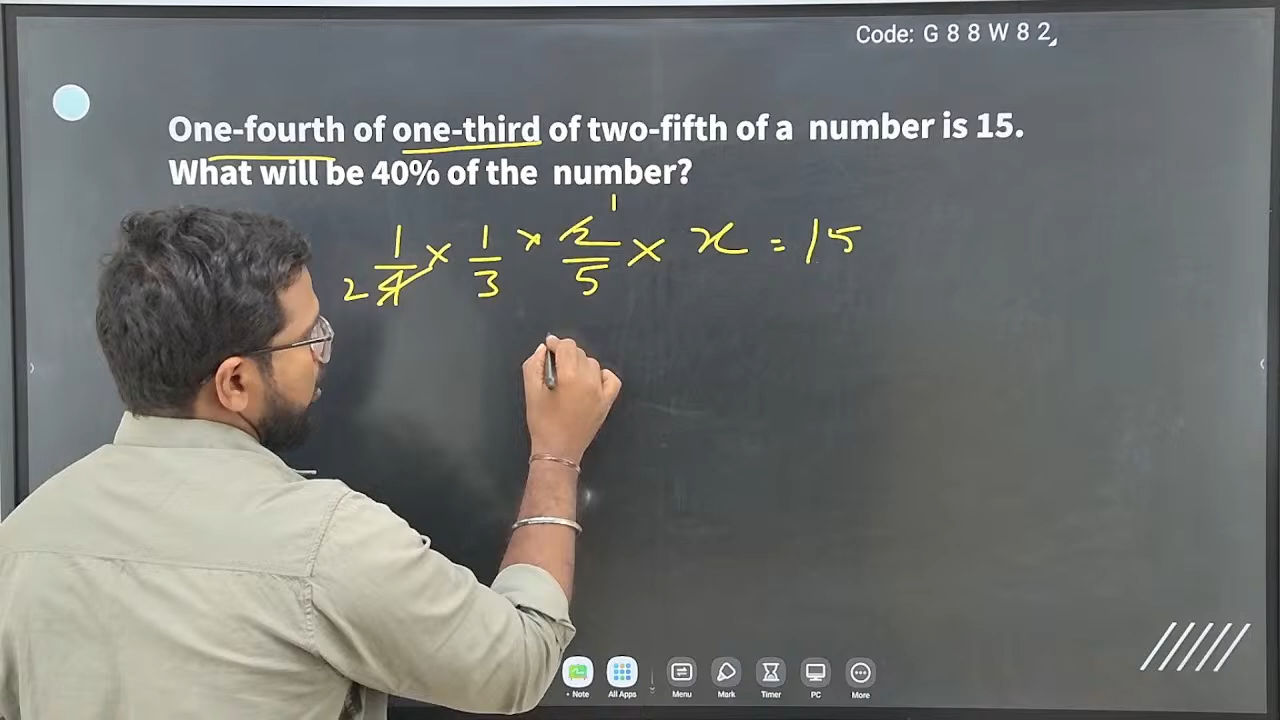 Code: G 8 8 W 8 2
One-fourth of one-third of two-fifth of a number is 15.
What will be 40% of the number?
1
1/4 × 1/3 × 2/5 × x = 15
2
Note All Apps Menu Mark Timer PC More